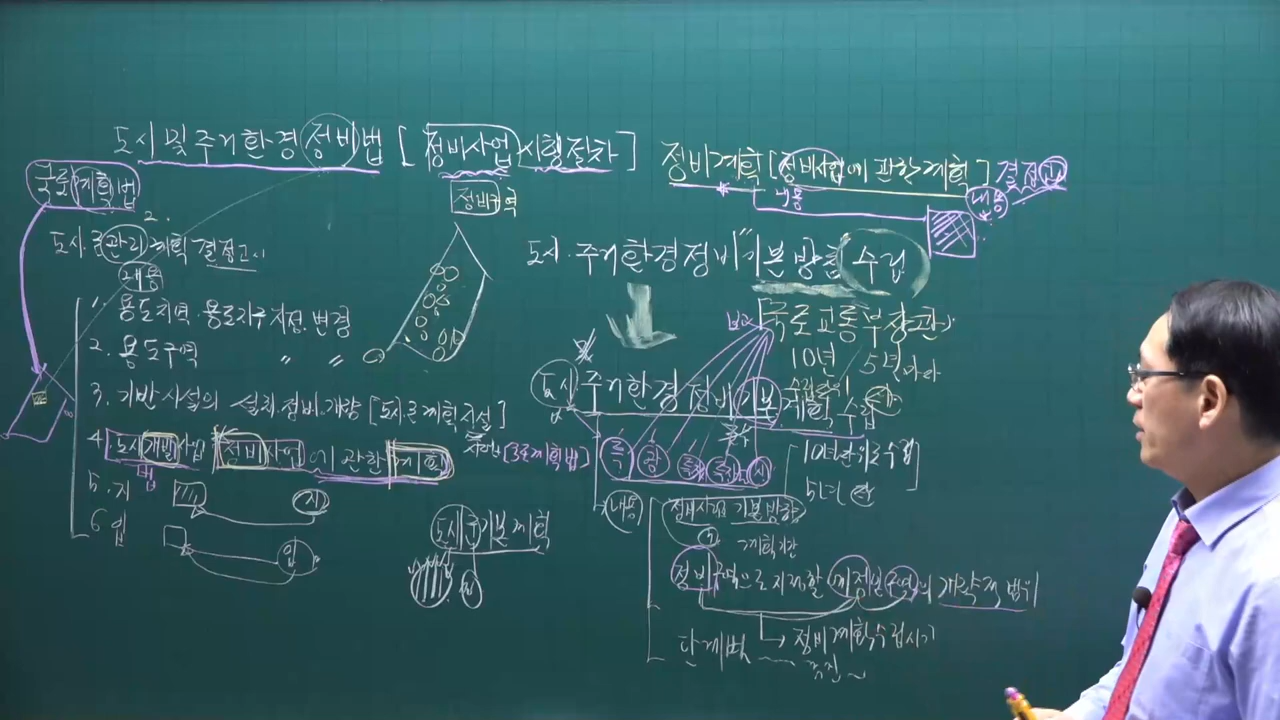 도시 및 주거환경정비법 [정비사업 시행절차]
국토계획법
정비구역
2.
도시.군관리계획 결정고시
내용
1. 용도지역. 용도지구 지정. 변경
2. 용도구역 〃 〃
3. 기반시설의 설치.정비.개량 [도시.군계획시설]
4. 도시개발사업 정비사업에 관한 계획
법
5. 지
지
6. 입
입
도시군기본계획
정비계획 [정비사업에 관한 계획] 결정고
내용
내용
도시.주거환경정비"기본방침 수립
국토교통부장관
10년 5년마다
도시.주거환경정비기본계획 수립
특 광 특 특 시
10년단위로 수립
5년
내용
정비사업 기본방향
계획기간
정비구역으로 지정할 예정인 구역의 개략적 범위
단계별
정비계획수립시기
추진